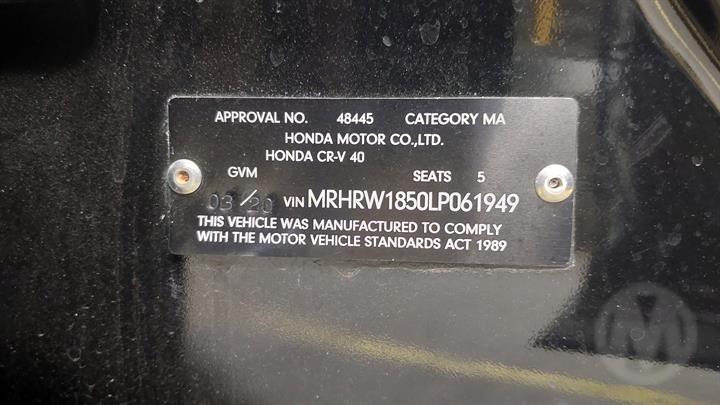 APPROVAL NO. 48445 CATEGORY MA
HONDA MOTOR CO.,LTD.
HONDA CR-V 40
GVM SEATS 5
03/20 VIN MRHRW1850LP061949
THIS VEHICLE WAS MANUFACTURED TO COMPLY
WITH THE MOTOR VEHICLE STANDARDS ACT 1989
M